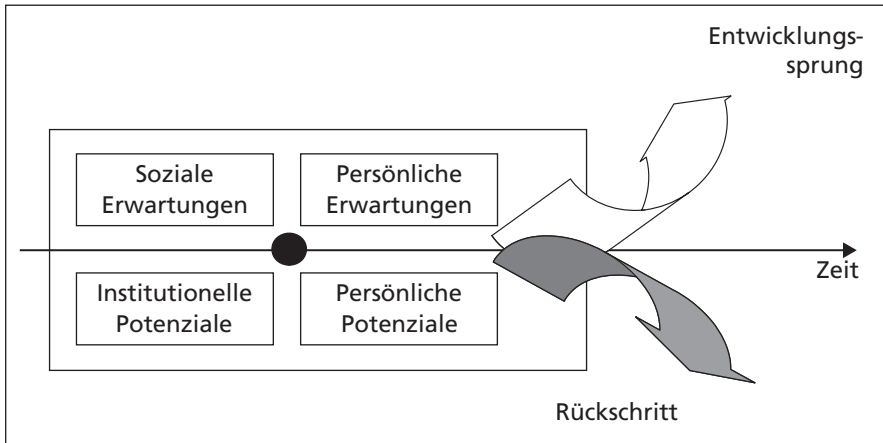 Entwicklungs-
sprung
Soziale
Erwartungen
Persönliche
Erwartungen
Zeit
Institutionelle
Potenziale
Persönliche
Potenziale
Rückschritt